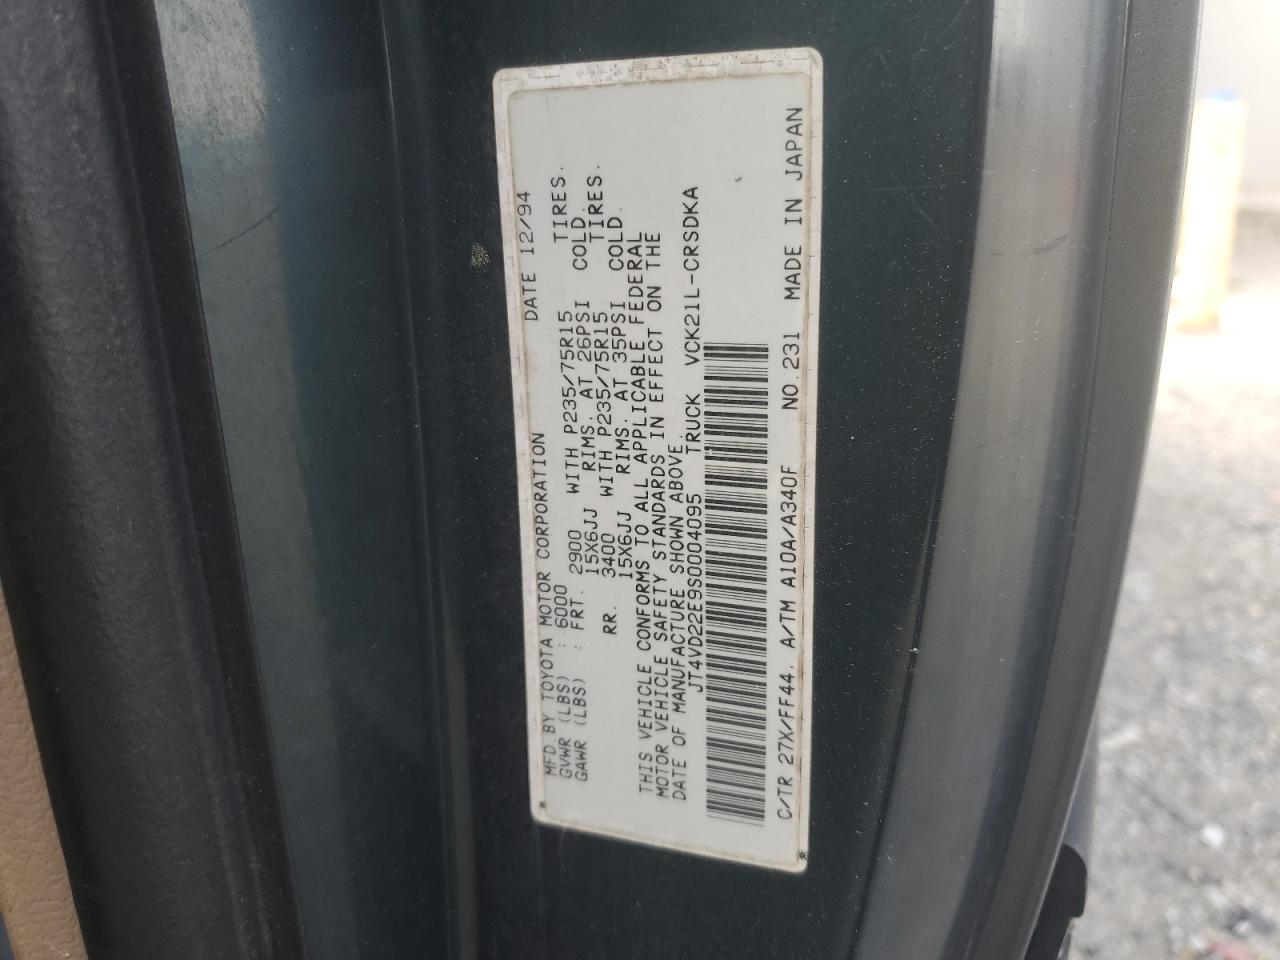 MFD BY TOYOTA MOTOR CORPORATION DATE 12/94
GVWR (LBS) : 6000
GAWR (LBS) : FRT. 2900 WITH P235/75R15 TIRES.
15X6JJ RIMS. AT 26PSI COLD.
RR. 3400 WITH P235/75R15 TIRES.
15X6JJ RIMS. AT 35PSI COLD.
THIS VEHICLE CONFORMS TO ALL APPLICABLE FEDERAL
MOTOR VEHICLE SAFETY STANDARDS IN EFFECT ON THE
DATE OF MANUFACTURE SHOWN ABOVE.
JT4VD22E9S0004095 TRUCK VCK21L-CRSDKA
C/TR 27X/FF44. A/TM A10A/A340F NO.231 MADE IN JAPAN